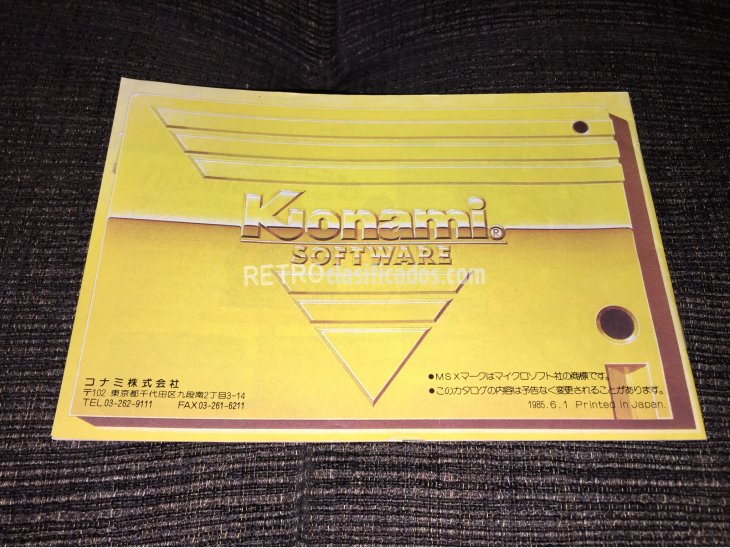 Konami®
SOFTWARE
RETROclasificados.com
コナミ株式会社
〒102 東京都千代田区九段南2丁目3-14
TEL.03-262-9111 FAX03-261-6211
●MSXマークはマイクロソフト社の商標です。
●このカタログの内容は予告なく変更されることがあります。
1985.6.1 Printed in Japan.